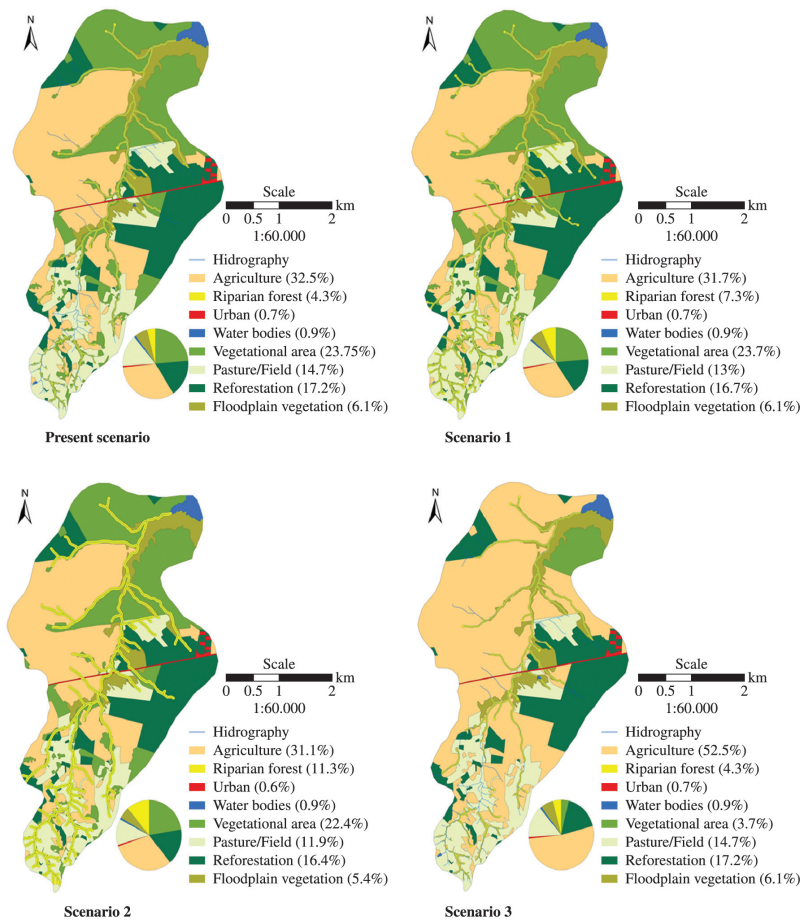 N
Scale
0 0.5 1 2 km
1:60.000
Hidrography
Agriculture (32.5%)
Riparian forest (4.3%)
Urban (0.7%)
Water bodies (0.9%)
Vegetational area (23.75%)
Pasture/Field (14.7%)
Reforestation (17.2%)
Floodplain vegetation (6.1%)
Present scenario
N
Scale
0 0.5 1 2 km
1:60.000
Hidrography
Agriculture (31.7%)
Riparian forest (7.3%)
Urban (0.7%)
Water bodies (0.9%)
Vegetational area (23.7%)
Pasture/Field (13%)
Reforestation (16.7%)
Floodplain vegetation (6.1%)
Scenario 1
N
Scale
0 0.5 1 2 km
1:60.000
Hidrography
Agriculture (31.1%)
Riparian forest (11.3%)
Urban (0.6%)
Water bodies (0.9%)
Vegetational area (22.4%)
Pasture/Field (11.9%)
Reforestation (16.4%)
Floodplain vegetation (5.4%)
Scenario 2
N
Scale
0 0.5 1 2 km
1:60.000
Hidrography
Agriculture (52.5%)
Riparian forest (4.3%)
Urban (0.7%)
Water bodies (0.9%)
Vegetational area (3.7%)
Pasture/Field (14.7%)
Reforestation (17.2%)
Floodplain vegetation (6.1%)
Scenario 3